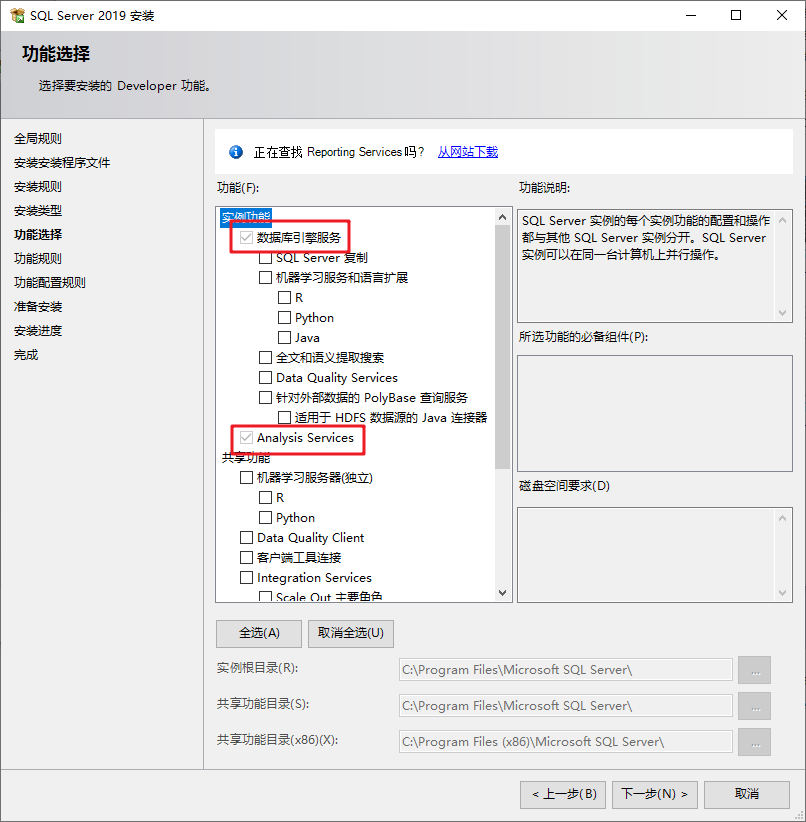 SQL Server 2019 安装
功能选择
选择要安装的 Developer 功能。
全局规则
安装安装程序文件
安装规则
安装类型
功能选择
功能规则
功能配置规则
准备安装
安装进度
完成
正在查找 Reporting Services 吗? 从网站下载
功能(F):
实例功能
数据库引擎服务
SQL Server 复制
机器学习服务和语言扩展
R
Python
Java
全文和语义提取搜索
Data Quality Services
针对外部数据的 PolyBase 查询服务
适用于 HDFS 数据源的 Java 连接器
Analysis Services
共享功能
机器学习服务器(独立)
R
Python
Data Quality Client
客户端工具连接
Integration Services
Scale Out 主要角色
功能说明:
SQL Server 实例的每个实例功能的配置和操作
都与其他 SQL Server 实例分开。SQL Server
实例可以在同一台计算机上并行操作。
所选功能的必备组件(P):
磁盘空间要求(D)
全选(A) 取消全选(U)
实例根目录(R): C:\Program Files\Microsoft SQL Server\ ...
共享功能目录(S): C:\Program Files\Microsoft SQL Server\ ...
共享功能目录(x86)(X): C:\Program Files (x86)\Microsoft SQL Server\ ...
< 上一步(B) 下一步(N) > 取消